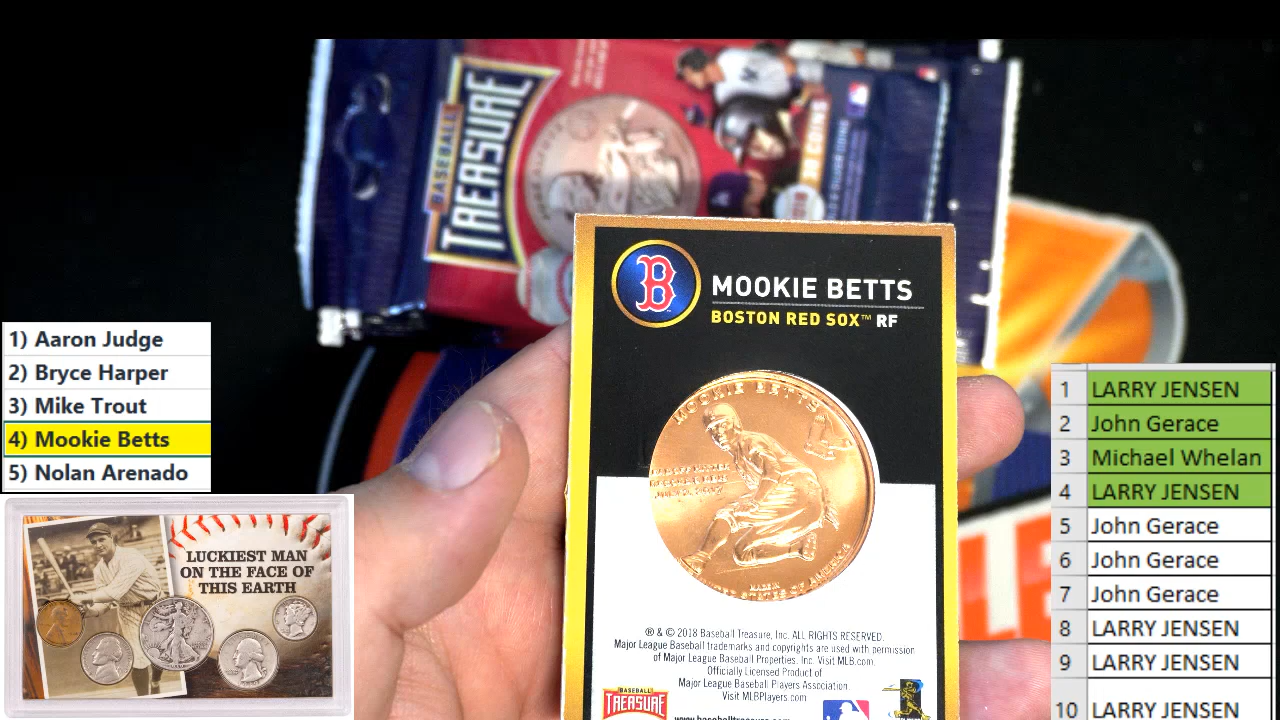 BASEBALL
TREASURE
1) Aaron Judge
2) Bryce Harper
3) Mike Trout
4) Mookie Betts
5) Nolan Arenado
LUCKIEST MAN
ON THE FACE OF
THIS EARTH
B
MOOKIE BETTS
BOSTON RED SOX™ RF
MOOKIE BETTS
UNITED STATES OF AMERICA
® & © 2018 Baseball Treasure, Inc. ALL RIGHTS RESERVED.
Major League Baseball trademarks and copyrights are used with permission
of Major League Baseball Properties, Inc. Visit MLB.com.
Officially Licensed Product of
Major League Baseball Players Association.
Visit MLBPlayers.com
BASEBALL
TREASURE
1 LARRY JENSEN
2 John Gerace
3 Michael Whelan
4 LARRY JENSEN
5 John Gerace
6 John Gerace
7 John Gerace
8 LARRY JENSEN
9 LARRY JENSEN
10 LARRY JENSEN